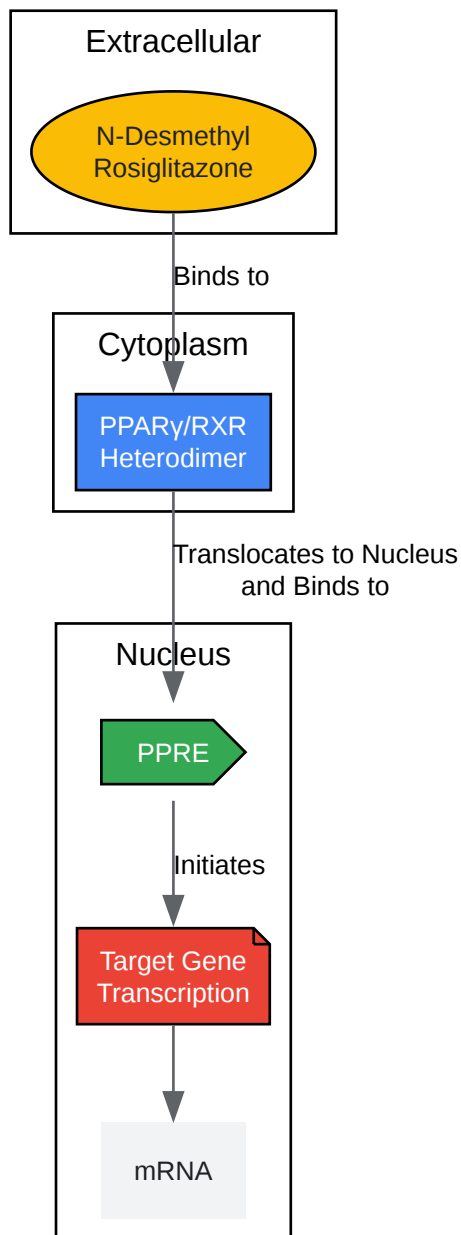 Extracellular
N-Desmethyl
Rosiglitazone
Binds to
Cytoplasm
PPARγ/RXR
Heterodimer
Translocates to Nucleus
and Binds to
Nucleus
PPRE
Initiates
Target Gene
Transcription
mRNA